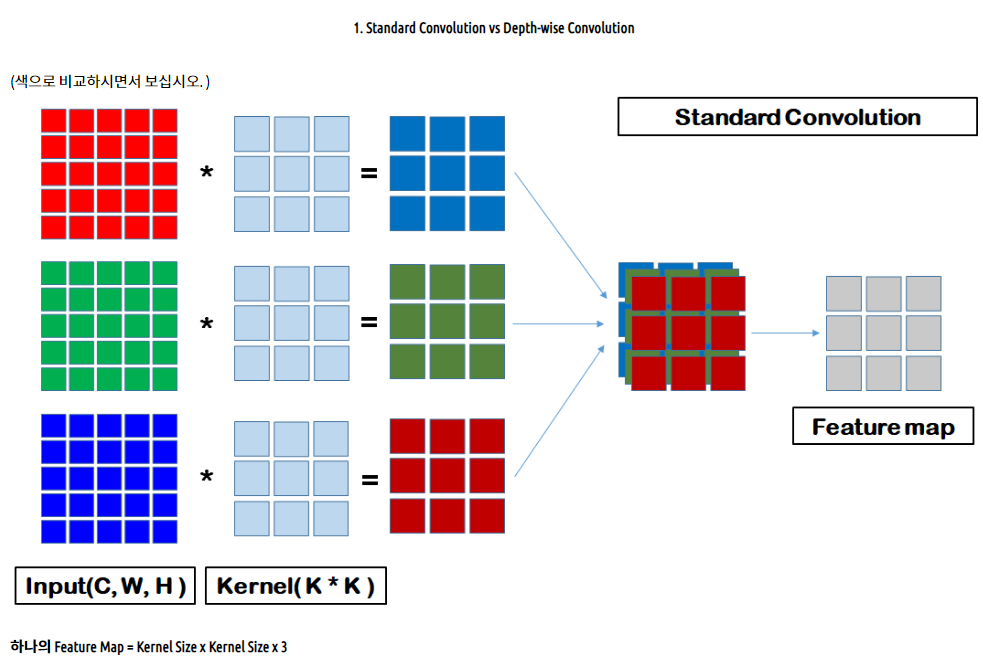 1. Standard Convolution vs Depth-wise Convolution
(색으로 비교하시면서 보십시오. )
Standard Convolution
*
=
*
=
*
=
Feature map
Input(C, W, H )
Kernel( K * K )
하나의 Feature Map = Kernel Size x Kernel Size x 3